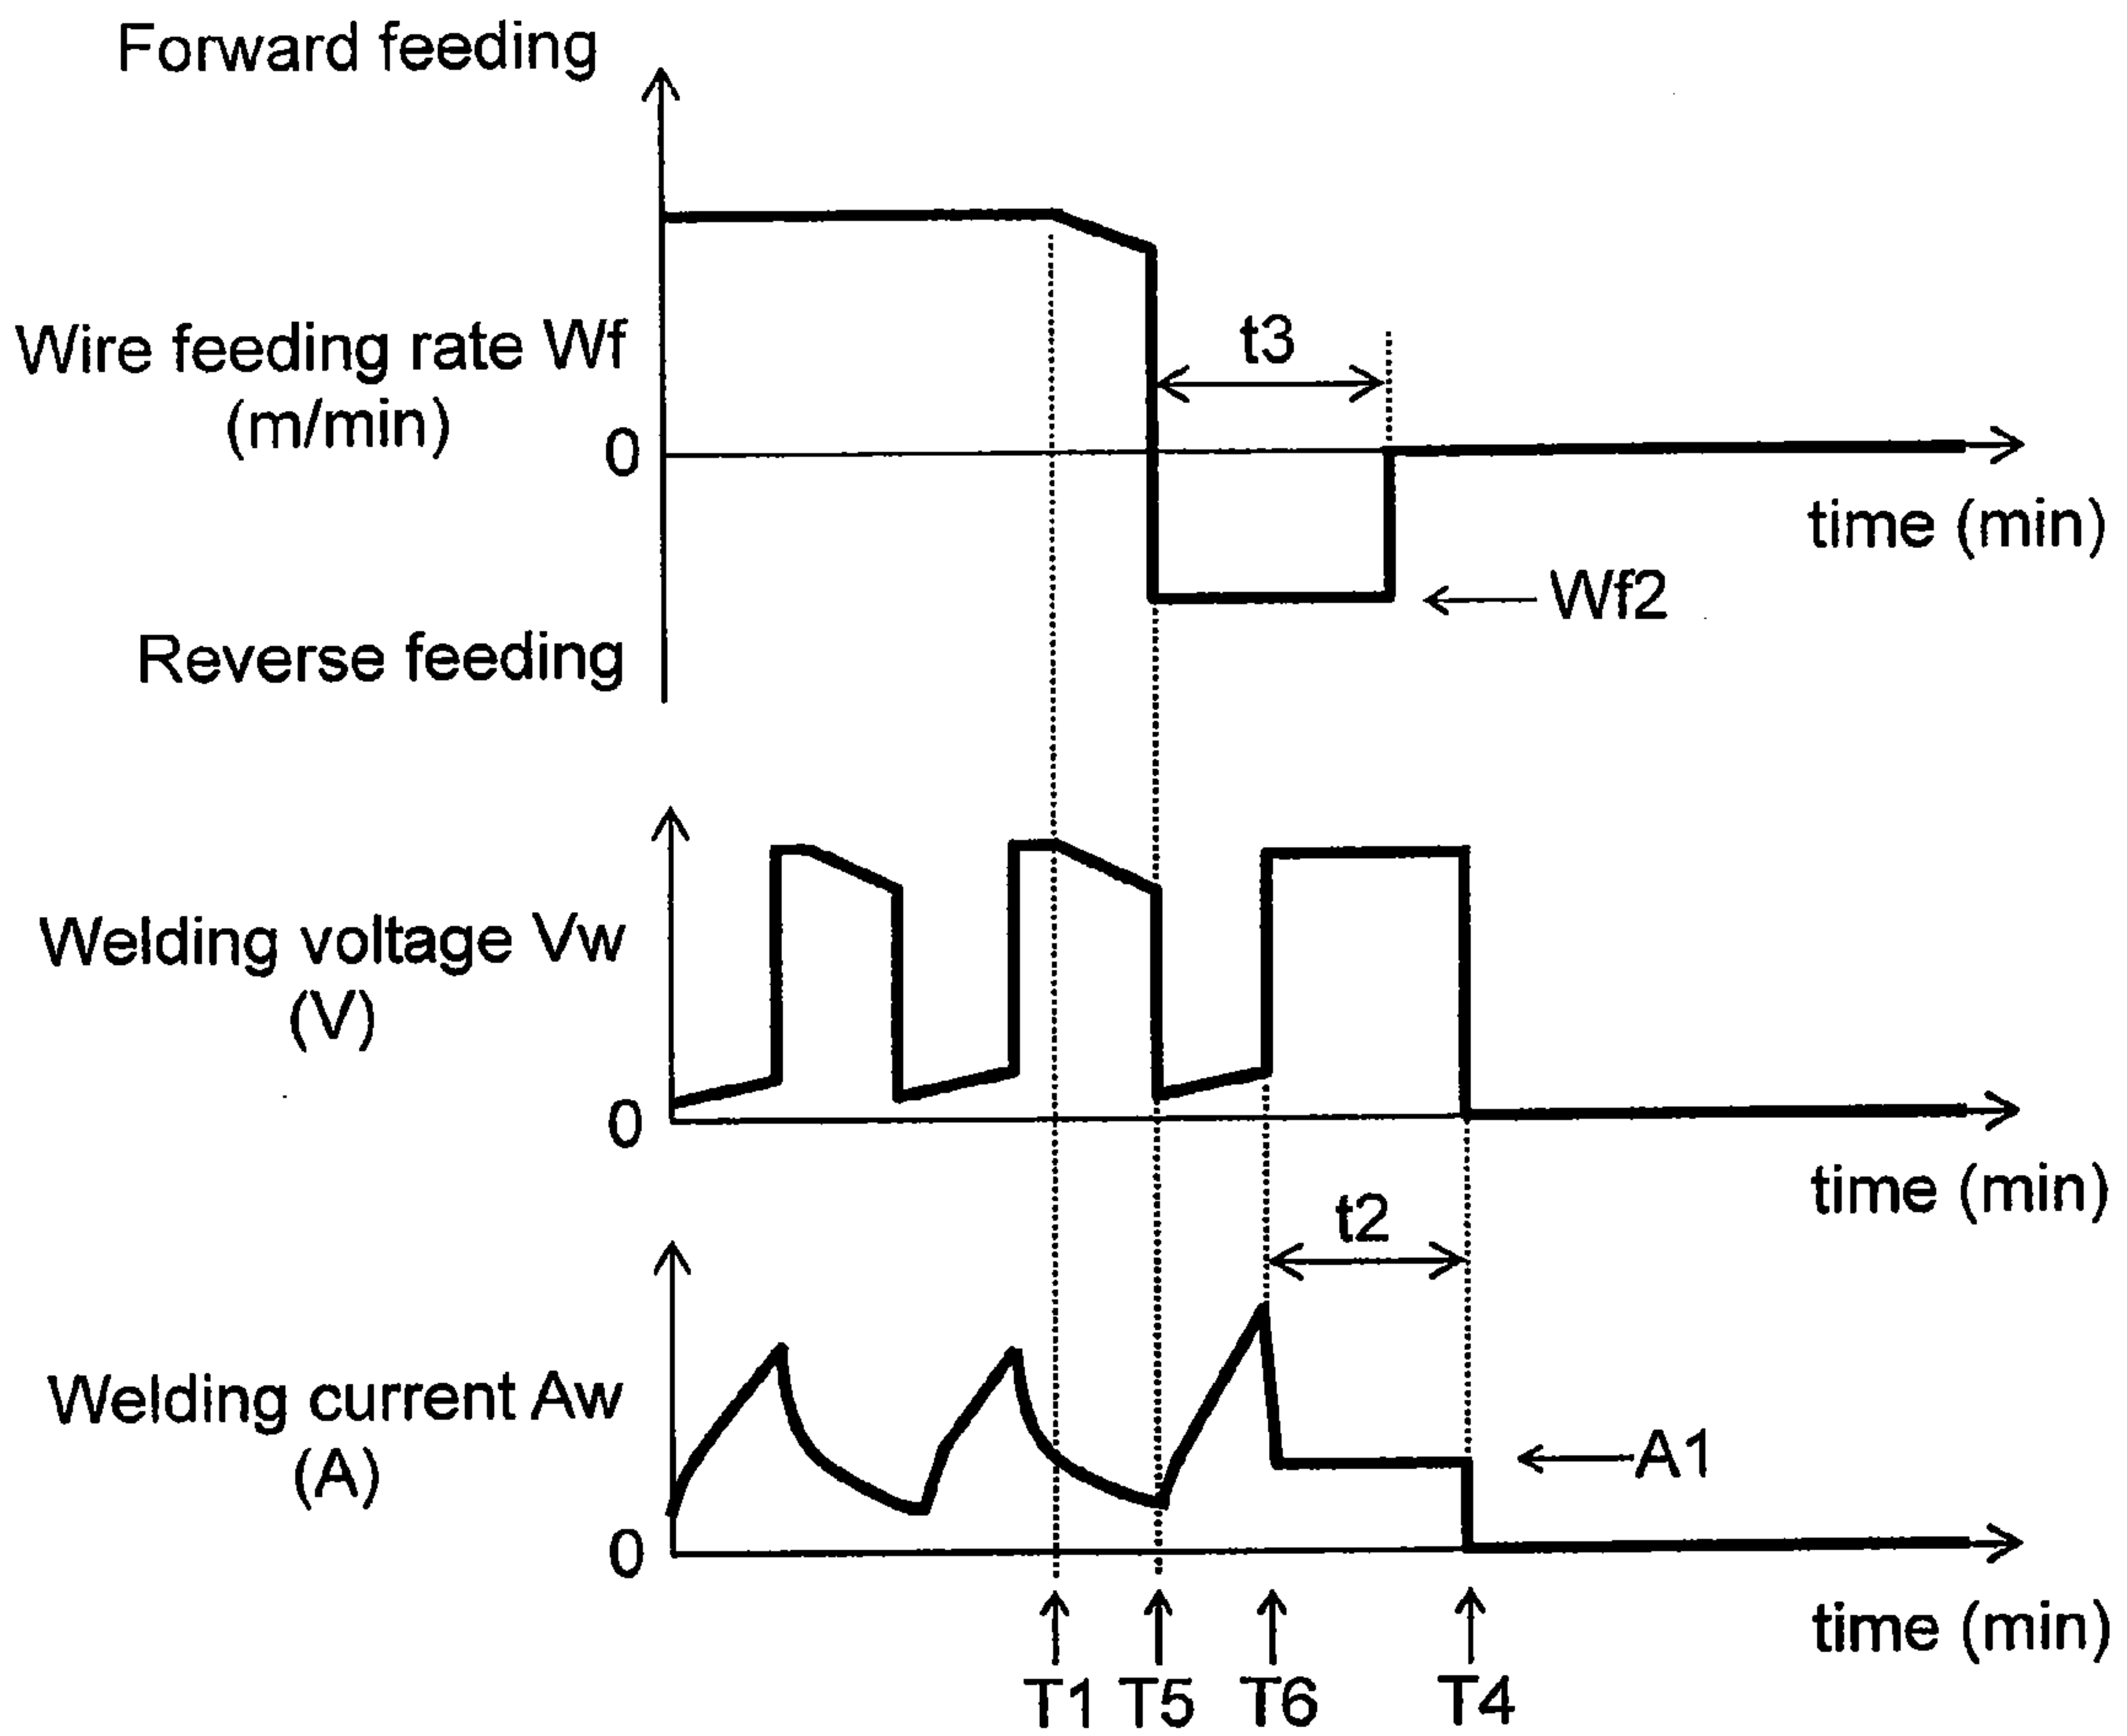 Forward feeding
Wire feeding rate Wf
(m/min)
t3
0
time (min)
Wf2
Reverse feeding
Welding voltage Vw
(V)
0
time (min)
t2
Welding current Aw
(A)
A1
0
time (min)
T1 T5 T6 T4